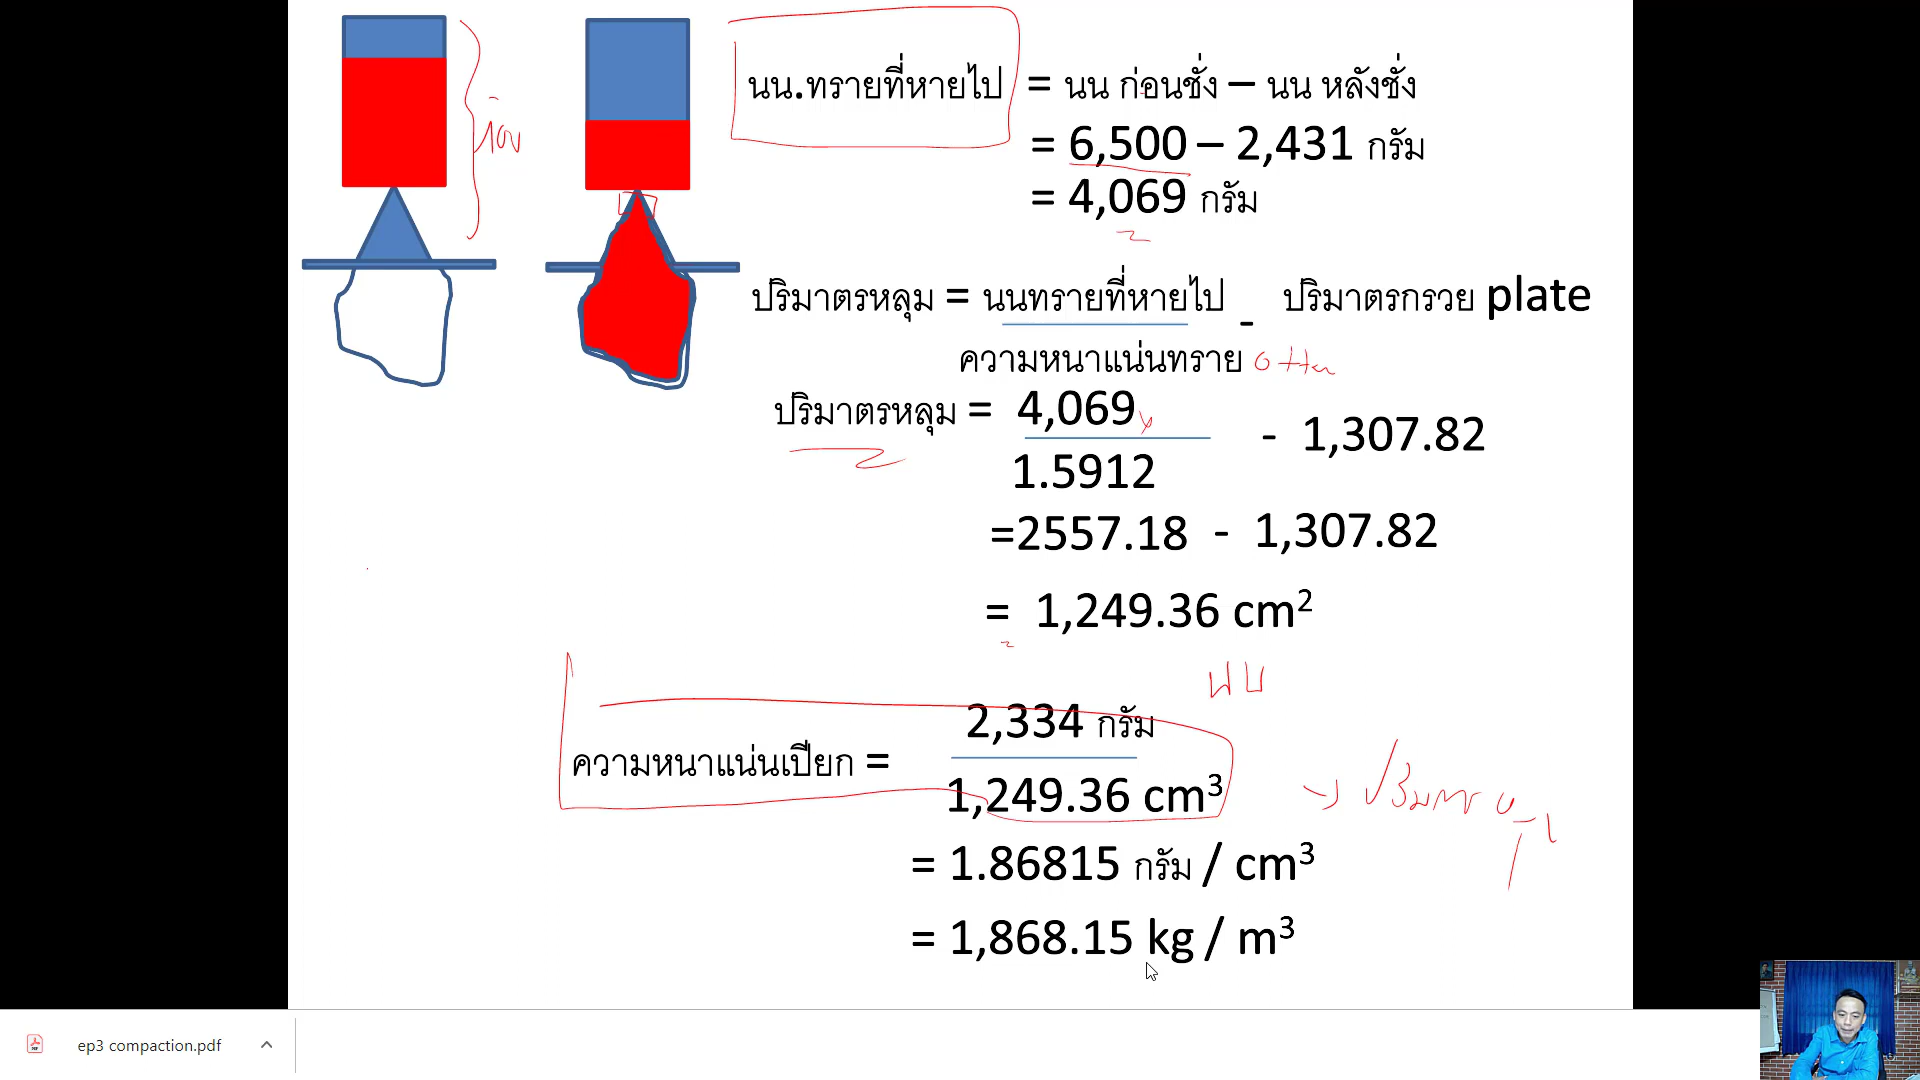 นน.ทรายที่หายไป = นน ก่อนชั่ง – นน หลังชั่ง
= 6,500 – 2,431 กรัม
= 4,069 กรัม
ปริมาตรหลุม = นนทรายที่หายไป - ปริมาตรกรวย plate
ความหนาแน่นทราย
ปริมาตรหลุม = 4,069 - 1,307.82
1.5912
=2557.18 - 1,307.82
= 1,249.36 cm²
นน
2,334 กรัม
ความหนาแน่นเปียก =
1,249.36 cm³
= 1.86815 กรัม / cm³
= 1,868.15 kg / m³
ep3 compaction.pdf